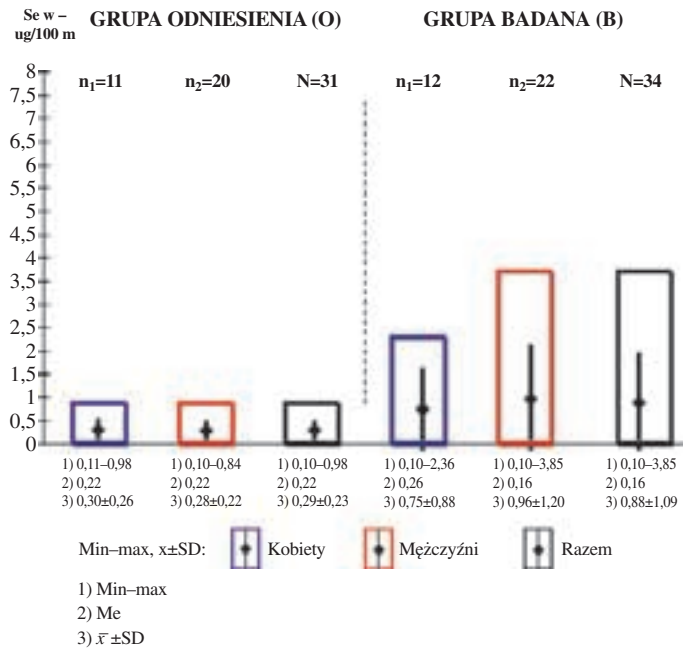 Se w –
ug/100 m
GRUPA ODNIESIENIA (O) GRUPA BADANA (B)
n₁=11 n₂=20 N=31 n₁=12 n₂=22 N=34
8
7,5
7
6,5
6
5,5
5
4,5
4
3,5
3
2,5
2
1,5
1
0,5
0
1) 0,11–0,98 1) 0,10–0,84 1) 0,10–0,98 1) 0,10–2,36 1) 0,10–3,85 1) 0,10–3,85
2) 0,22 2) 0,22 2) 0,22 2) 0,26 2) 0,16 2) 0,16
3) 0,30±0,26 3) 0,28±0,22 3) 0,29±0,23 3) 0,75±0,88 3) 0,96±1,20 3) 0,88±1,09
Min–max, x±SD: Kobiety Mężczyźni Razem
1) Min–max
2) Me
3) x̄ ±SD